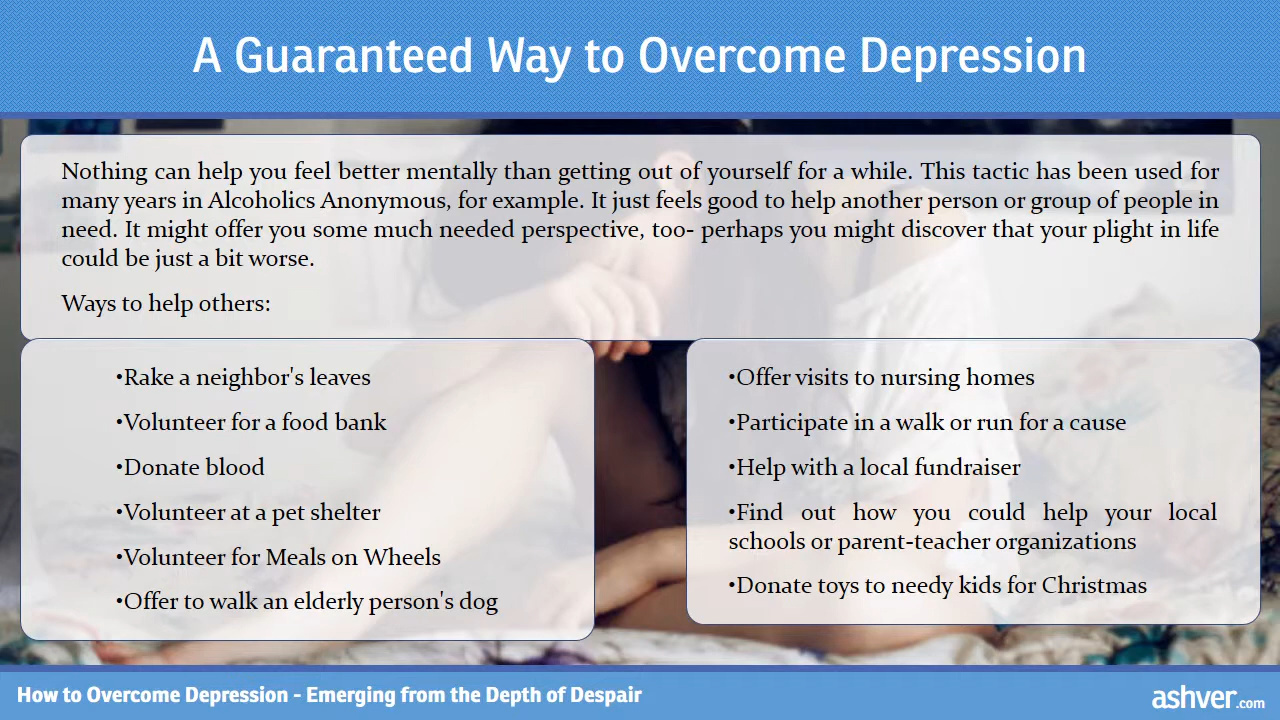 A Guaranteed Way to Overcome Depression
Nothing can help you feel better mentally than getting out of yourself for a while. This tactic has been used for
many years in Alcoholics Anonymous, for example. It just feels good to help another person or group of people in
need. It might offer you some much needed perspective, too- perhaps you might discover that your plight in life
could be just a bit worse.
Ways to help others:
•Rake a neighbor's leaves
•Volunteer for a food bank
•Donate blood
•Volunteer at a pet shelter
•Volunteer for Meals on Wheels
•Offer to walk an elderly person's dog
•Offer visits to nursing homes
•Participate in a walk or run for a cause
•Help with a local fundraiser
•Find out how you could help your local
schools or parent-teacher organizations
•Donate toys to needy kids for Christmas
How to Overcome Depression - Emerging from the Depth of Despair
ashver.com